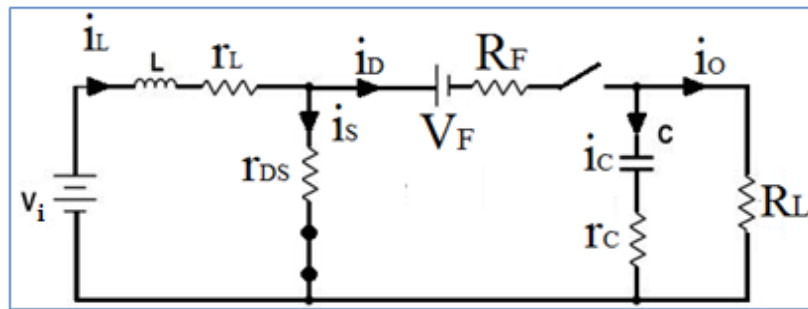 iL L rL iD RF iO
VF
iS C
rDS iC
Vi RL
rC